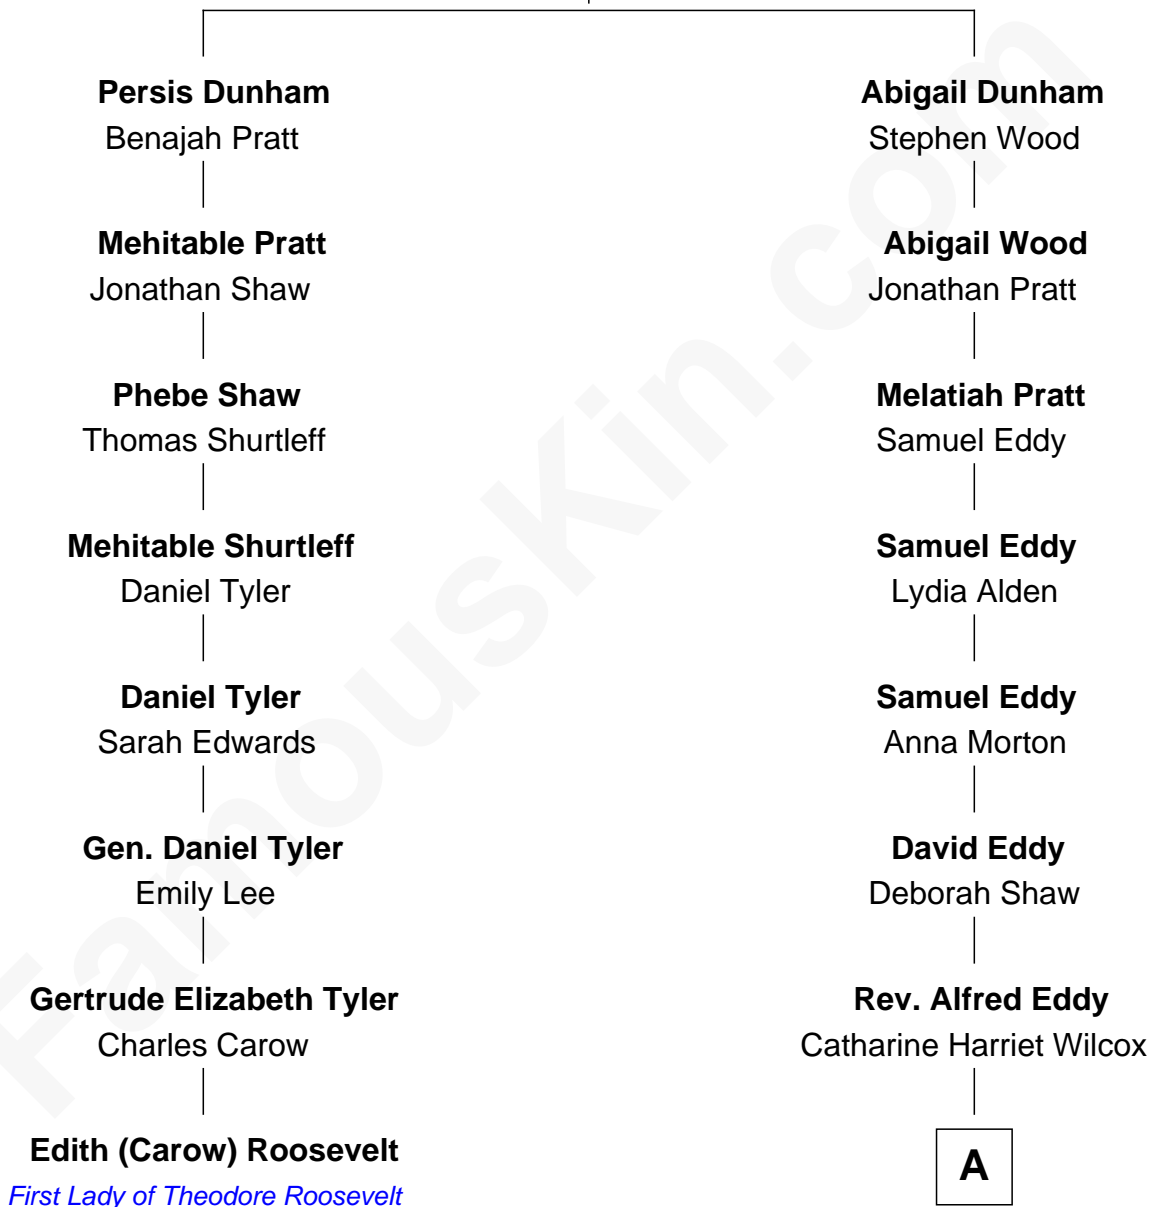 Persis Dunham
Benajah Pratt
Mehitable Pratt
Jonathan Shaw
Phebe Shaw
Thomas Shurtleff
Mehitable Shurtleff
Daniel Tyler
Daniel Tyler
Sarah Edwards
Gen. Daniel Tyler
Emily Lee
Gertrude Elizabeth Tyler
Charles Carow
Edith (Carow) Roosevelt
First Lady of Theodore Roosevelt
Abigail Dunham
Stephen Wood
Abigail Wood
Jonathan Pratt
Melatiah Pratt
Samuel Eddy
Samuel Eddy
Lydia Alden
Samuel Eddy
Anna Morton
David Eddy
Deborah Shaw
Rev. Alfred Eddy
Catharine Harriet Wilcox
A
FamousKin.com